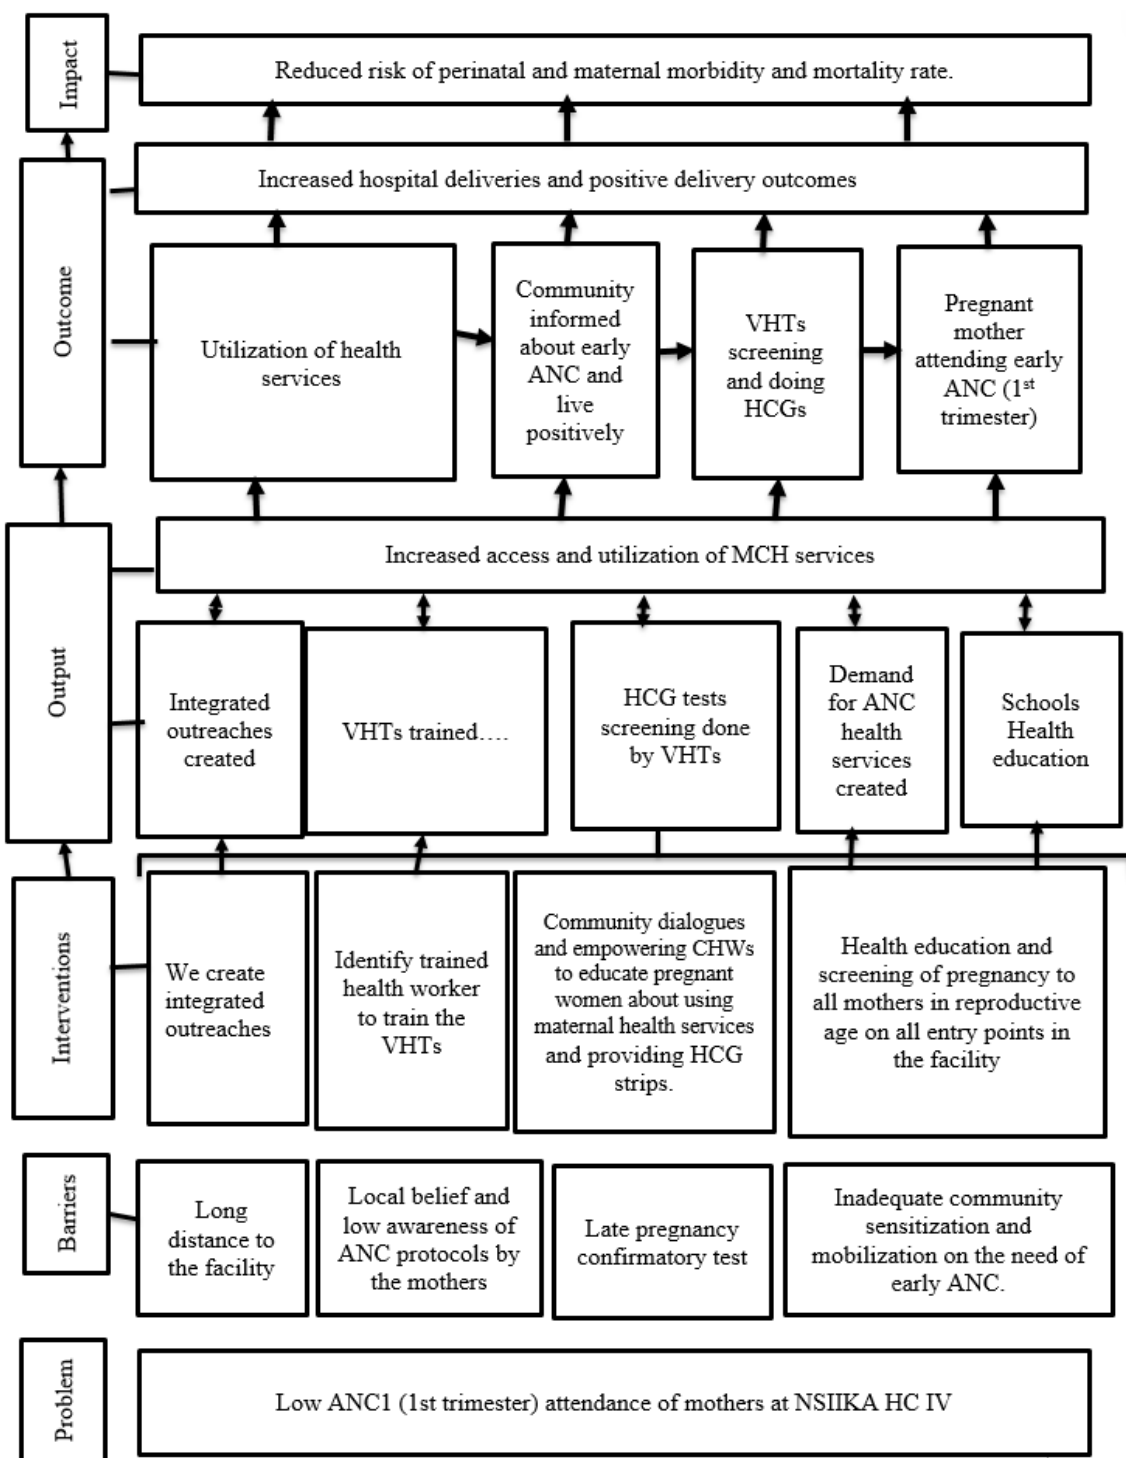 Impact
Reduced risk of perinatal and maternal morbidity and mortality rate.
Outcome
Increased hospital deliveries and positive delivery outcomes
Utilization of health
services
Community
informed
about early
ANC and
live
positively
VHTs
screening
and doing
HCGs
Pregnant
mother
attending early
ANC (1st
trimester)
Output
Increased access and utilization of MCH services
Integrated
outreaches
created
VHTs trained….
HCG tests
screening done
by VHTs
Demand
for ANC
health
services
created
Schools
Health
education
Interventions
We create
integrated
outreaches
Identify trained
health worker
to train the
VHTs
Community dialogues
and empowering CHWs
to educate pregnant
women about using
maternal health services
and providing HCG
strips.
Health education and
screening of pregnancy to
all mothers in reproductive
age on all entry points in
the facility
Barriers
Long
distance to
the facility
Local belief and
low awareness of
ANC protocols by
the mothers
Late pregnancy
confirmatory test
Inadequate community
sensitization and
mobilization on the need of
early ANC.
Problem
Low ANC1 (1st trimester) attendance of mothers at NSIIKA HC IV